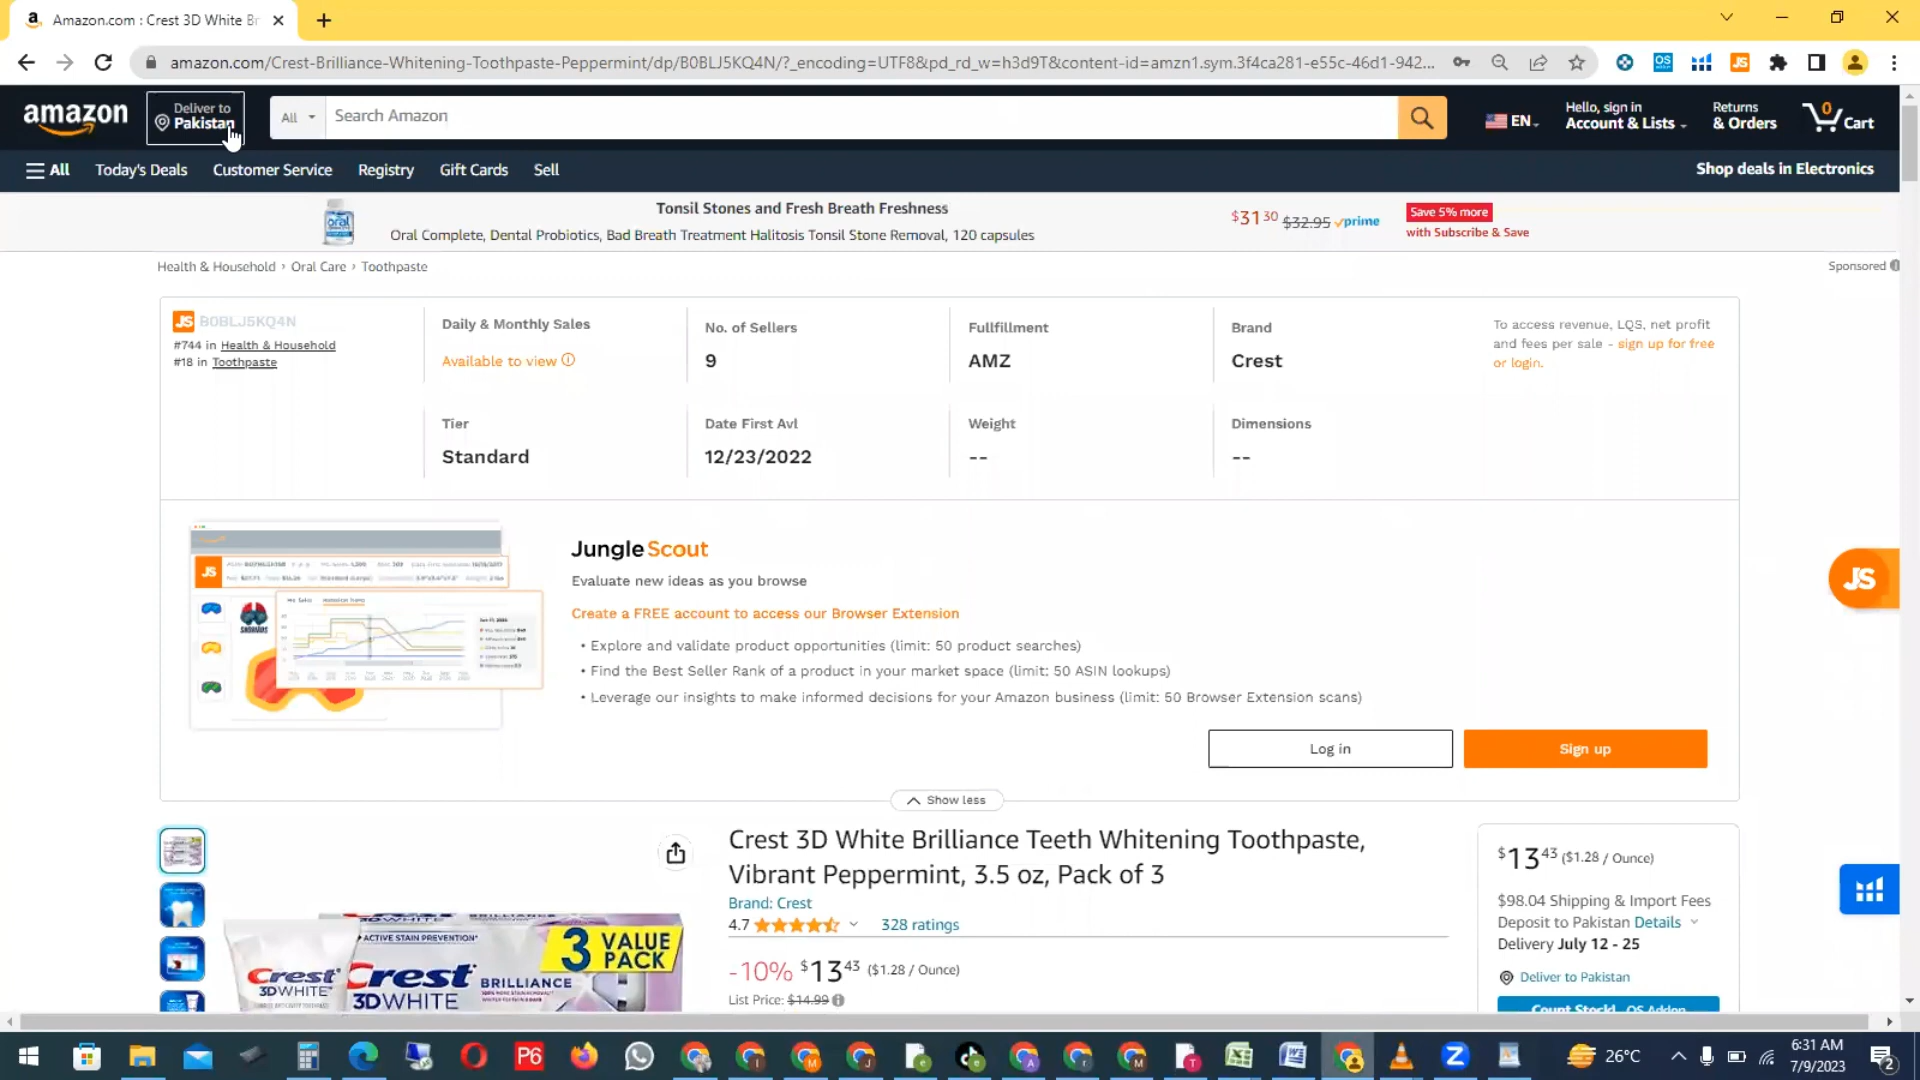 Amazon.com : Crest 3D White Br
amazon.com/Crest-Brilliance-Whitening-Toothpaste-Peppermint/dp/B0BLJ5KQ4N/?_encoding=UTF8&pd_rd_w=h3d9T&content-id=amzn1.sym.3f4ca281-e55c-46d1-942...
amazon
Deliver to
Pakistan
All
Search Amazon
EN
Hello, sign in
Account & Lists
Returns
& Orders
0
Cart
All
Today's Deals
Customer Service
Registry
Gift Cards
Sell
Shop deals in Electronics
Tonsil Stones and Fresh Breath Freshness
Oral Complete, Dental Probiotics, Bad Breath Treatment Halitosis Tonsil Stone Removal, 120 capsules
$31 30 $32.95 prime
Save 5% more
with Subscribe & Save
Health & Household › Oral Care › Toothpaste
Sponsored
JS B0BLJ5KQ4N
#744 in Health & Household
#18 in Toothpaste
Daily & Monthly Sales
Available to view
No. of Sellers
9
Fullfillment
AMZ
Brand
Crest
To access revenue, LQS, net profit
and fees per sale - sign up for free
or login.
Tier
Standard
Date First Avl
12/23/2022
Weight
--
Dimensions
--
JS
Jungle Scout
Evaluate new ideas as you browse
Create a FREE account to access our Browser Extension
• Explore and validate product opportunities (limit: 50 product searches)
• Find the Best Seller Rank of a product in your market space (limit: 50 ASIN lookups)
• Leverage our insights to make informed decisions for your Amazon business (limit: 50 Browser Extension scans)
JS
Log in
Sign up
Show less
Crest 3D White Brilliance Teeth Whitening Toothpaste,
Vibrant Peppermint, 3.5 oz, Pack of 3
Brand: Crest
4.7
328 ratings
-10% $13 43 ($1.28 / Ounce)
List Price: $14.99
$13 43 ($1.28 / Ounce)
$98.04 Shipping & Import Fees
Deposit to Pakistan Details
Delivery July 12 - 25
Deliver to Pakistan
Count Stock! - OS Addon
ACTIVE STAIN PREVENTION*
3 VALUE
PACK
Crest
3DWHITE
Crest
3DWHITE
BRILLIANCE
26°C
6:31 AM
7/9/2023
2